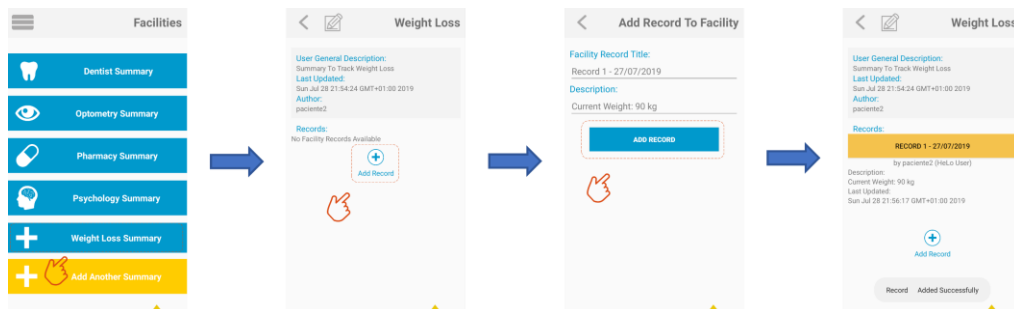 Facilities
Dentist Summary
Optometry Summary
Pharmacy Summary
Psychology Summary
Weight Loss Summary
Add Another Summary
Weight Loss
User General Description:
Summary To Track Weight Loss
Last Updated:
Sun Jul 28 21:54:24 GMT+01:00 2019
Author:
paciente2
Records:
No Facility Records Available
Add Record
Add Record To Facility
Facility Record Title:
Record 1 - 27/07/2019
Description:
Current Weight: 90 kg
ADD RECORD
Weight Loss
User General Description:
Summary To Track Weight Loss
Last Updated:
Sun Jul 28 21:54:24 GMT+01:00 2019
Author:
paciente2
Records:
RECORD 1 - 27/07/2019
by paciente2 (HeLo User)
Description:
Current Weight: 90 kg
Last Updated:
Sun Jul 28 21:56:17 GMT+01:00 2019
Add Record
Record Added Successfully